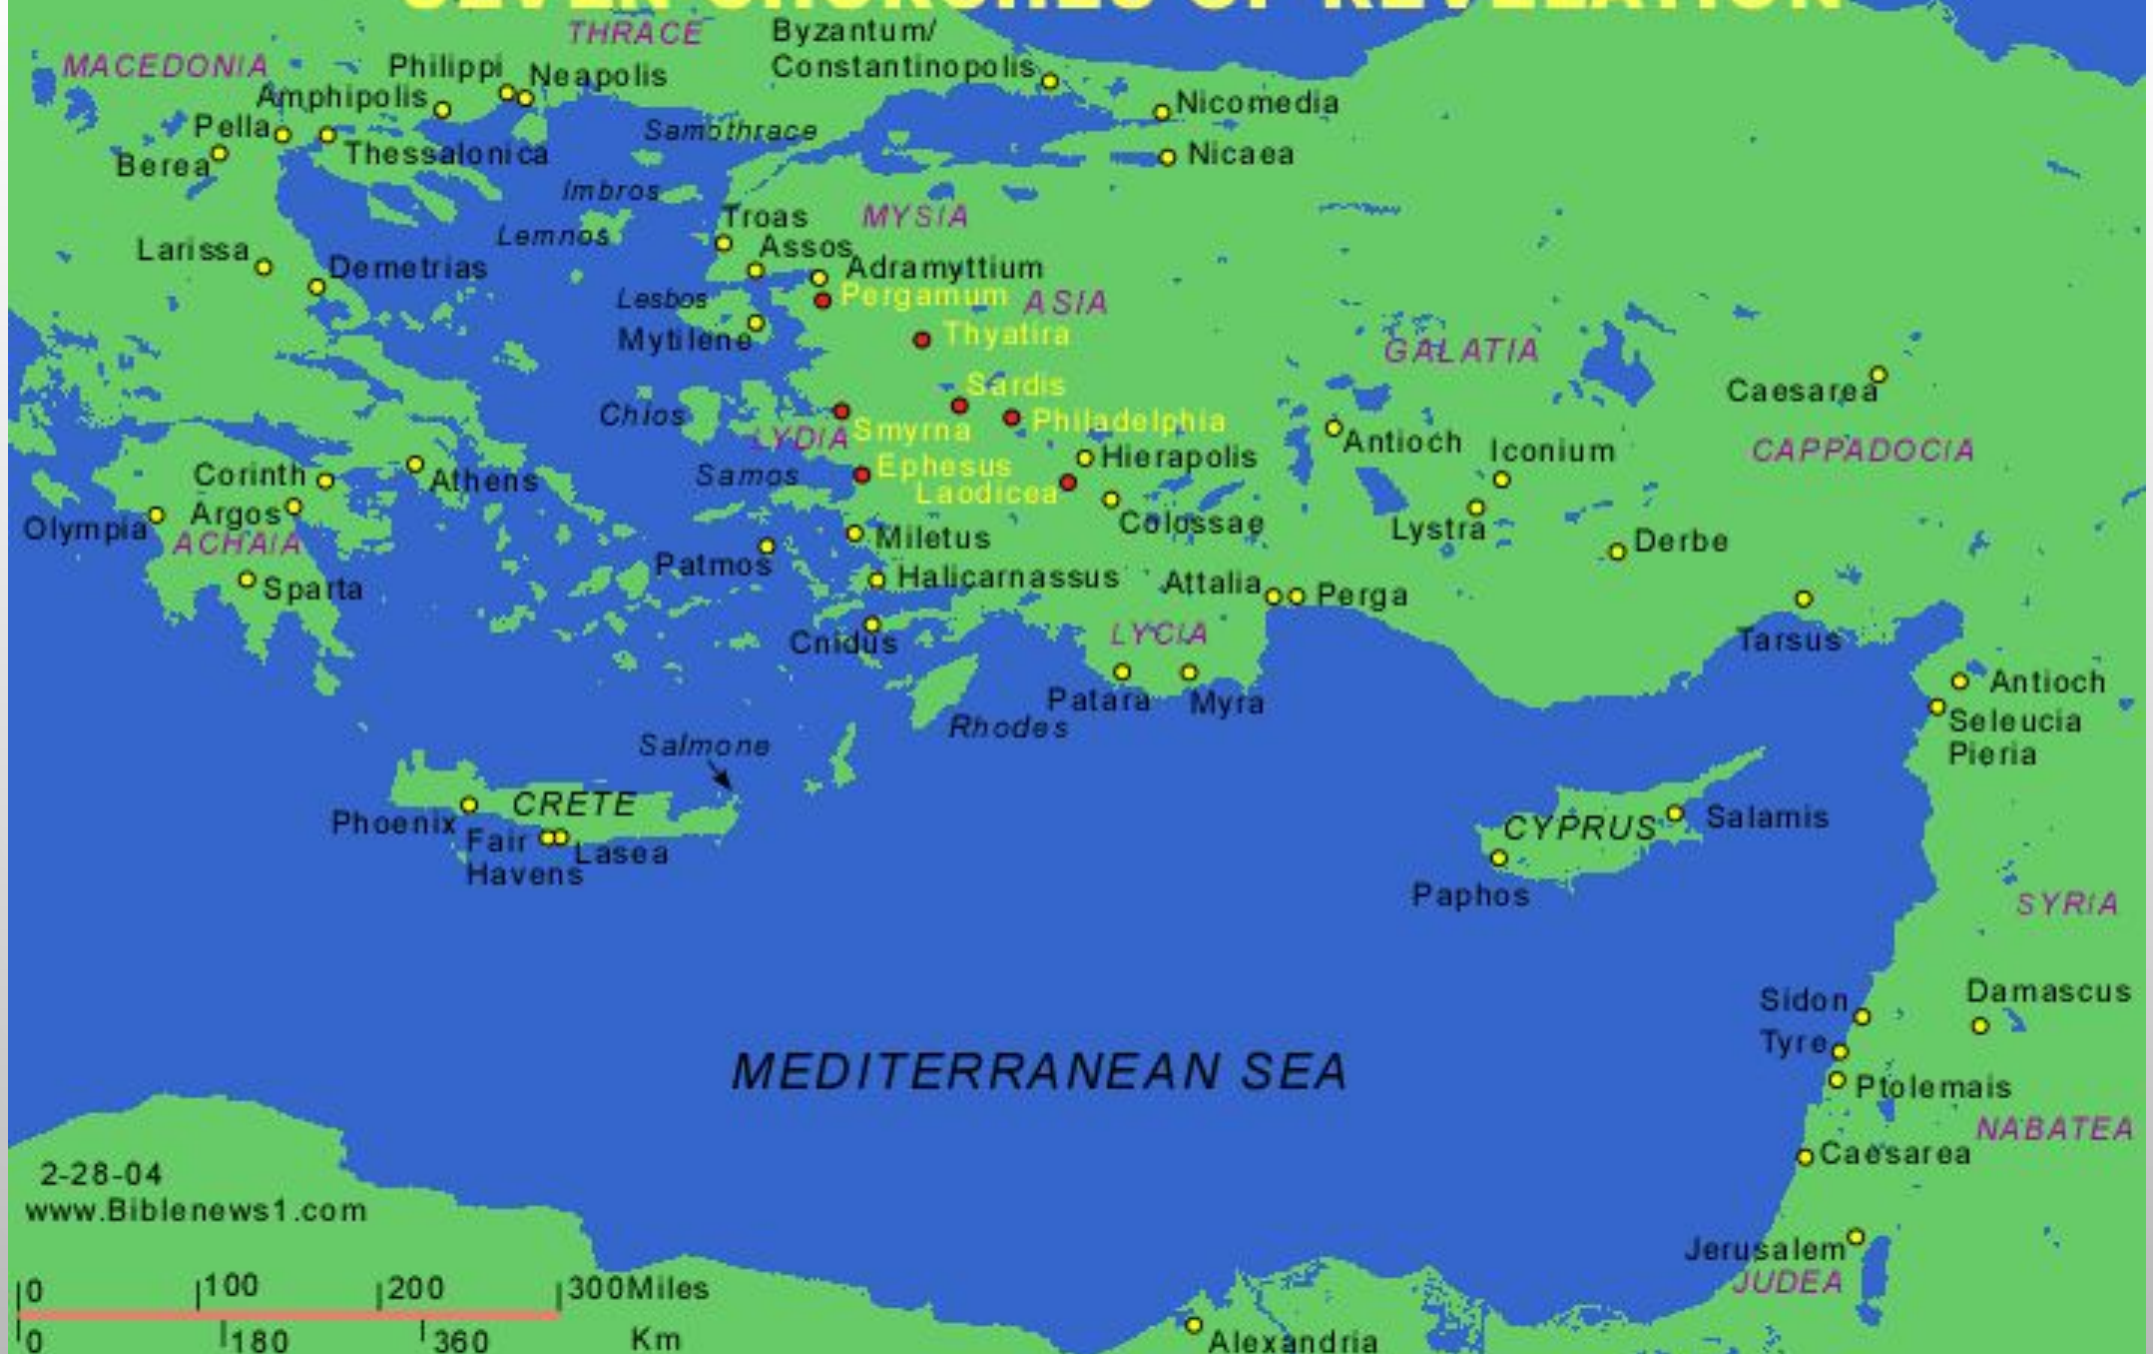 SEVEN CHURCHES OF REVELATION
THRACE
Byzantum/
Constantinopolis
MACEDONIA
Philippi
Neapolis
Amphipolis
Nicomedia
Pella
Samothrace
Thessalonica
Nicaea
Berea
Imbros
Troas
MYSIA
Lemnos
Assos
Larissa
Demetrias
Adramyttium
Lesbos
Pergamum
ASIA
Mytilene
Thyatira
GALATIA
Sardis
Caesarea
Chios
LYDIA
Smyrna
Philadelphia
Antioch
Iconium
CAPPADOCIA
Hierapolis
Corinth
Athens
Samos
Ephesus
Laodicea
Olympia
Argos
Colossae
Lystra
ACHAIA
Miletus
Derbe
Patmos
Halicarnassus
Attalia
Perga
Sparta
Cnidus
LYCIA
Tarsus
Patara
Myra
Antioch
Rhodes
Seleucia
Pieria
Salmone
CRETE
Phoenix
Fair
Havens
Lasea
CYPRUS
Salamis
Paphos
SYRIA
Sidon
Damascus
Tyre
MEDITERRANEAN SEA
Ptolemais
NABATEA
Caesarea
2-28-04
www.Biblenews1.com
Jerusalem
JUDEA
0 100 200 300Miles
0 180 360 Km
Alexandria